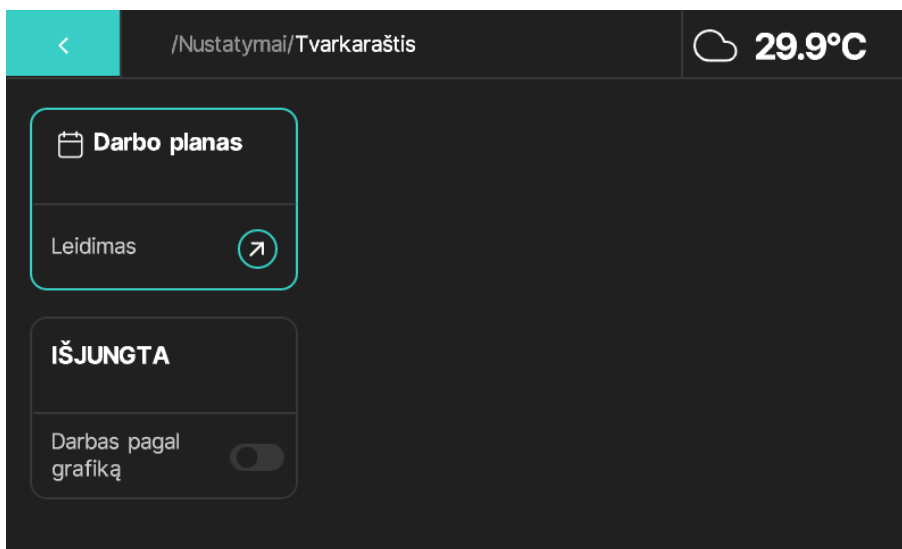 /Nustatymai/Tvarkaraštis
29.9°C
Darbo planas
Leidimas
IŠJUNGTA
Darbas pagal
grafiką